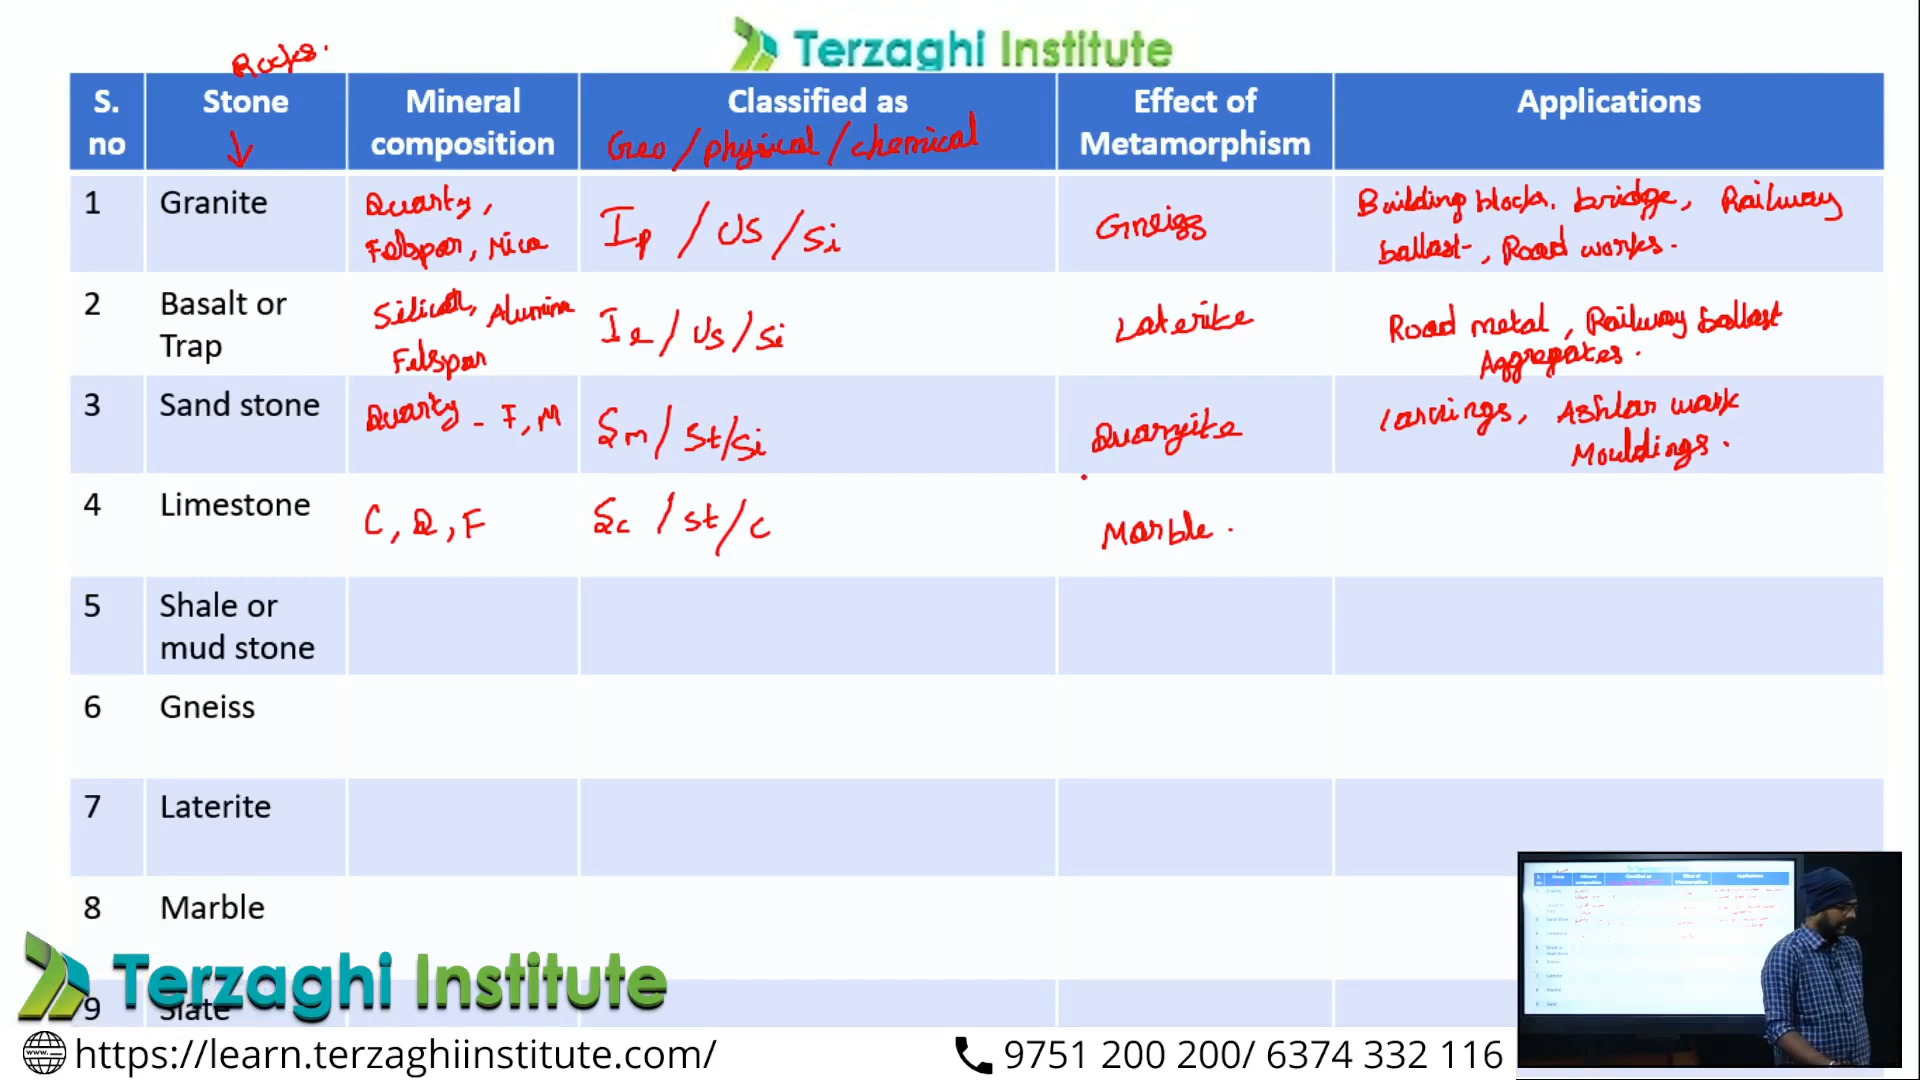 Terzaghi Institute
Rocks.
S. no
Stone
Mineral composition
Classified as
Geo / physical / chemical
Effect of Metamorphism
Applications
1
Granite
Quartz,
Felspar, Mica
Ip / US / Si
Gneiss
Building blocks, bridge, Railway
ballast, Road works.
2
Basalt or
Trap
Silica, Alumina
Felspar
Ie / Us / Si
Laterite
Road metal, Railway ballast
Aggregates.
3
Sand stone
Quartz - F, M
Sm / St / Si
Quarzite
Carvings, Ashlar work
Mouldings.
4
Limestone
C, Q, F
Sc / St / C
Marble.
5
Shale or
mud stone
6
Gneiss
7
Laterite
8
Marble
Terzaghi Institute
9
Slate
https://learn.terzaghiinstitute.com/
9751 200 200/ 6374 332 116